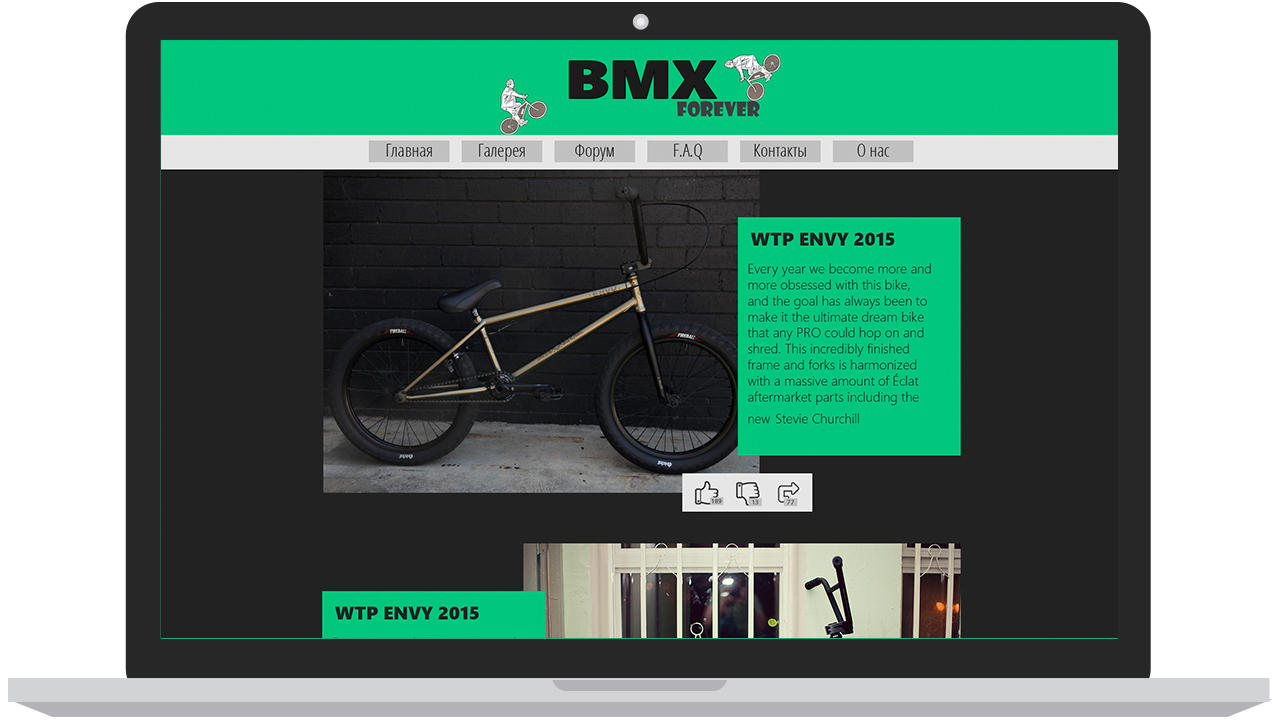 BMX
FOREVER
Главная Галерея Форум F.A.Q Контакты О нас
WTP ENVY 2015
Every year we become more and
more obsessed with this bike,
and the goal has always been to
make it the ultimate dream bike
that any PRO could hop on and
shred. This incredibly finished
frame and forks is harmonized
with a massive amount of Éclat
aftermarket parts including the
new Stevie Churchill
189 13 77
WTP ENVY 2015